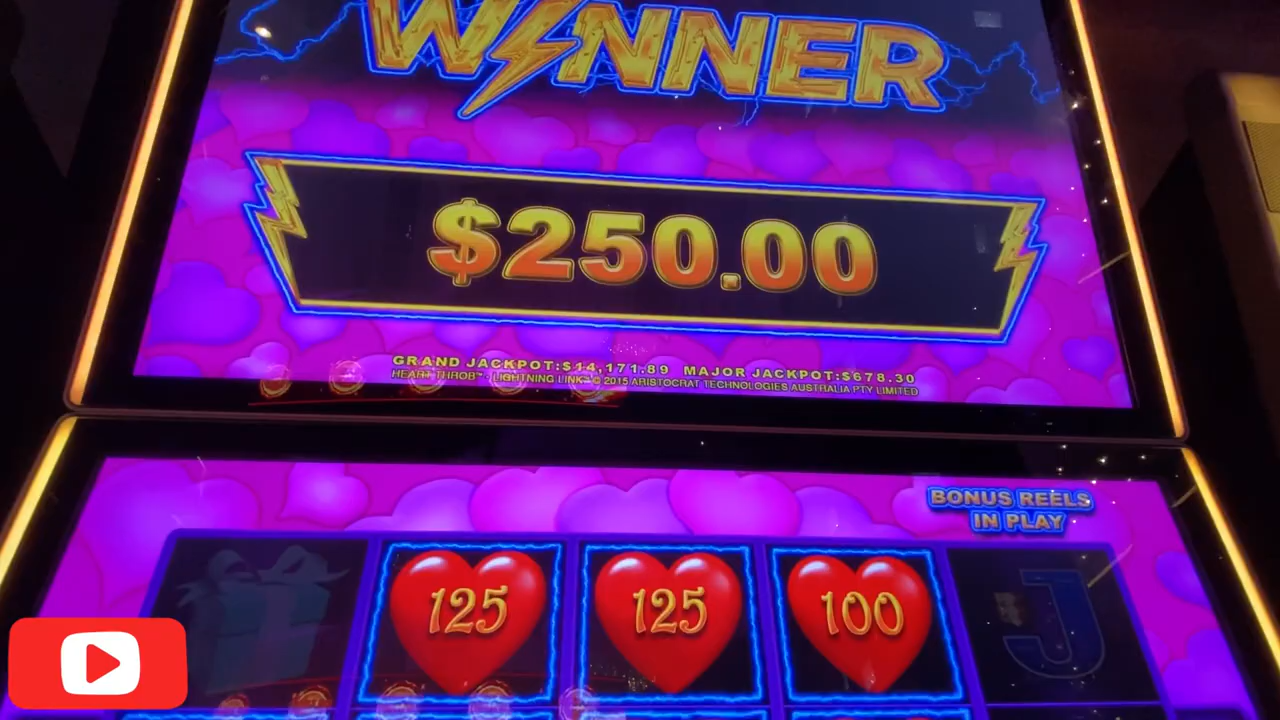 WINNER
$250.00
GRAND JACKPOT:$14,171.89 MAJOR JACKPOT:$678.30
HEART THROB™ · LIGHTNING LINK™ © 2015 ARISTOCRAT TECHNOLOGIES AUSTRALIA PTY LIMITED
BONUS REELS
IN PLAY
125 125 100 J